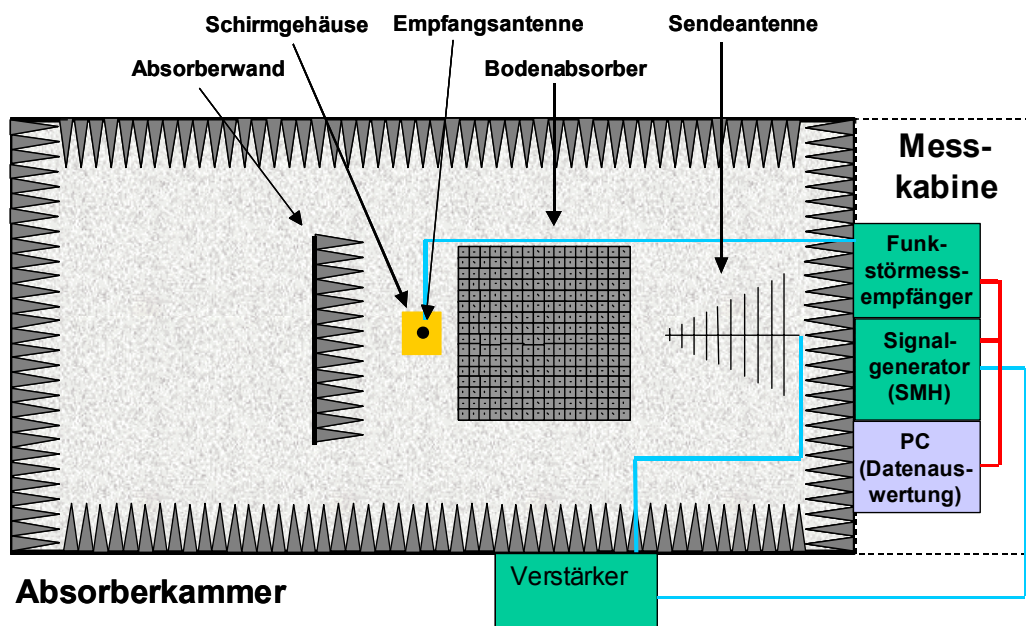 Schirmgehäuse
Empfangsantenne
Sendeantenne
Absorberwand
Bodenabsorber
Mess-
kabine
Funk-
störmess-
empfänger
Signal-
generator
(SMH)
PC
(Datenaus-
wertung)
Verstärker
Absorberkammer